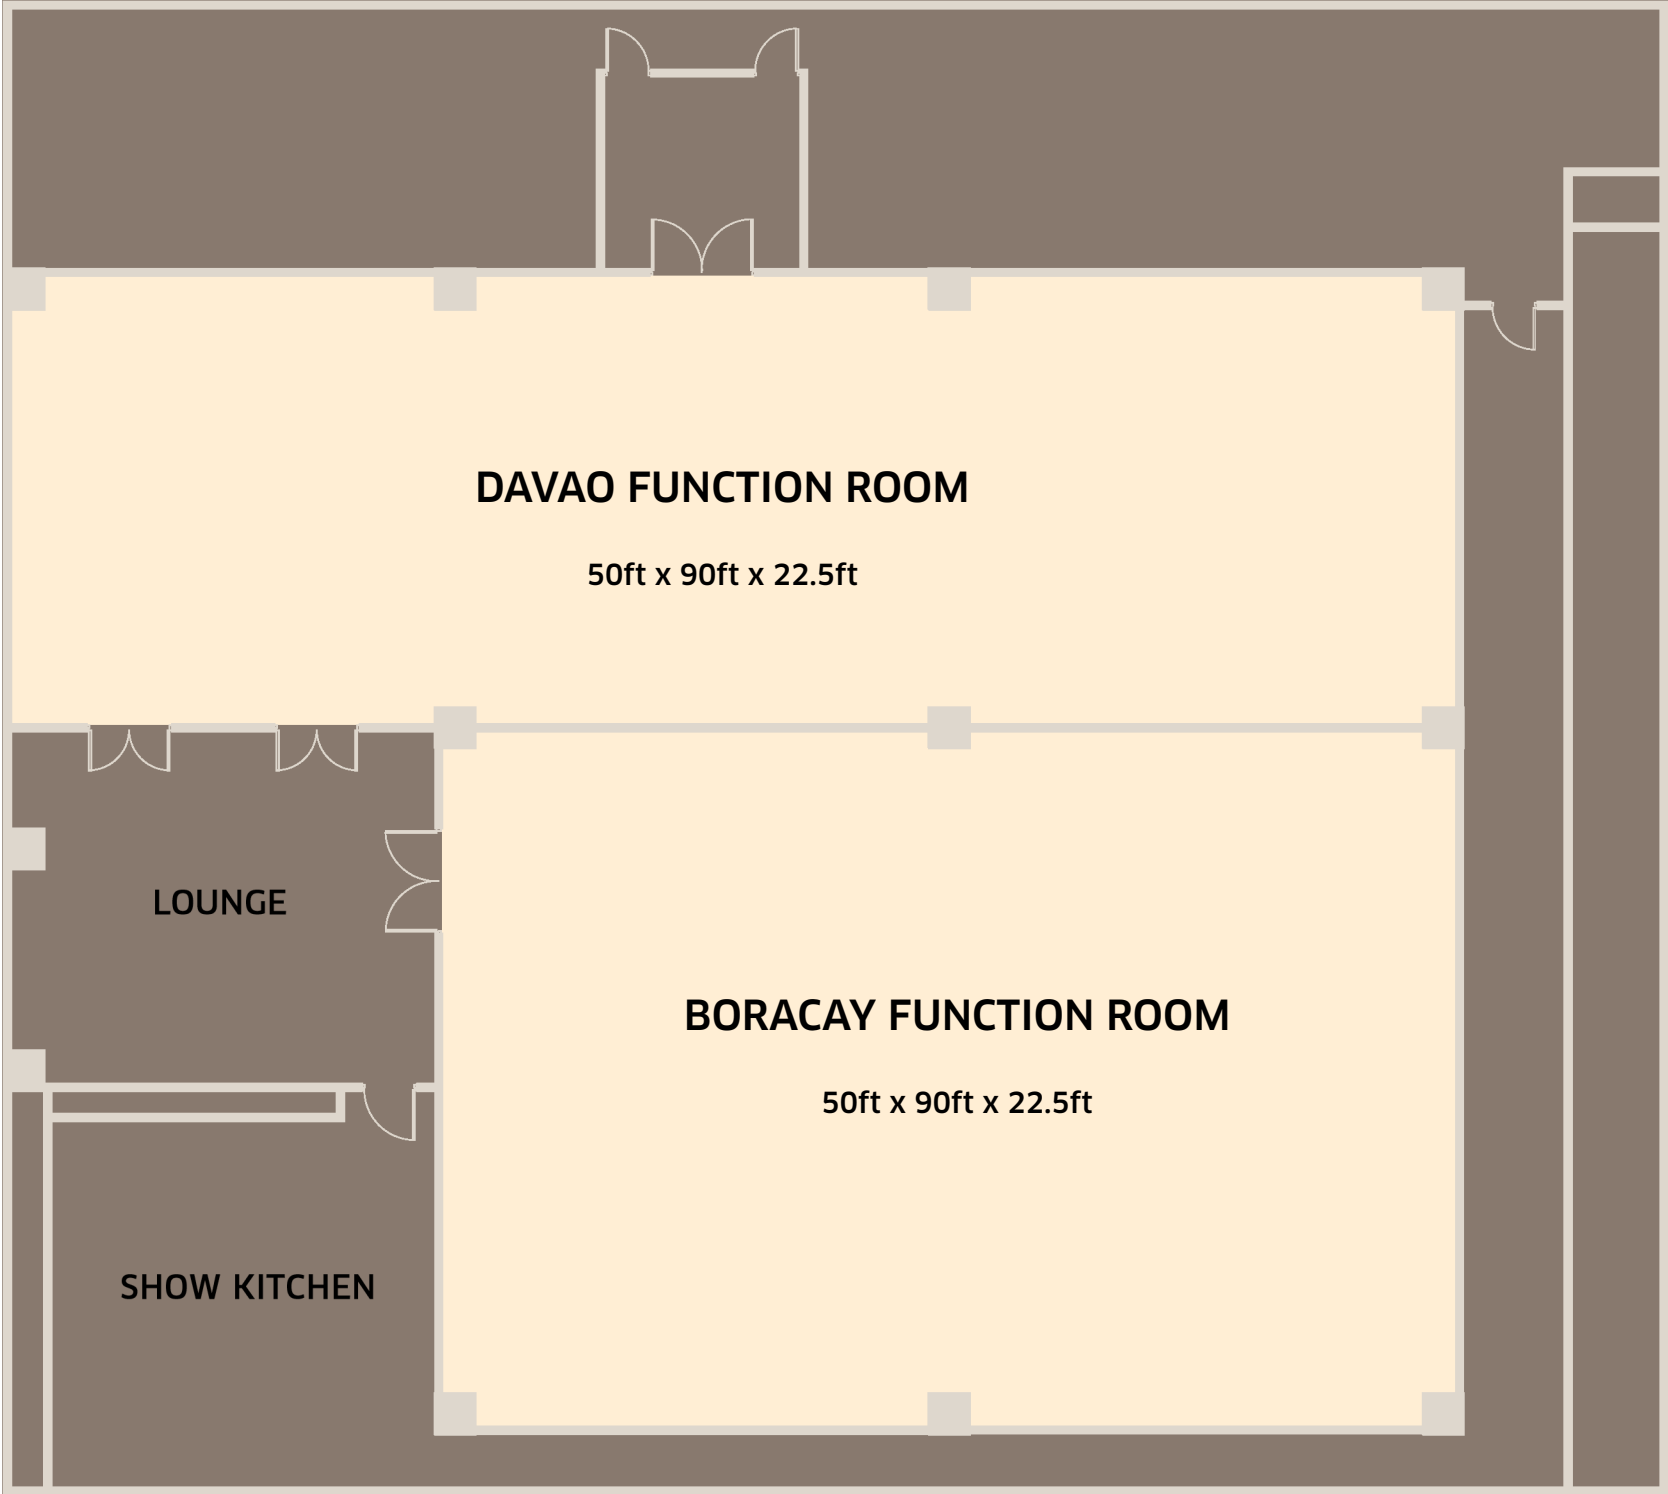 DAVAO FUNCTION ROOM
50ft x 90ft x 22.5ft
LOUNGE
BORACAY FUNCTION ROOM
50ft x 90ft x 22.5ft
SHOW KITCHEN